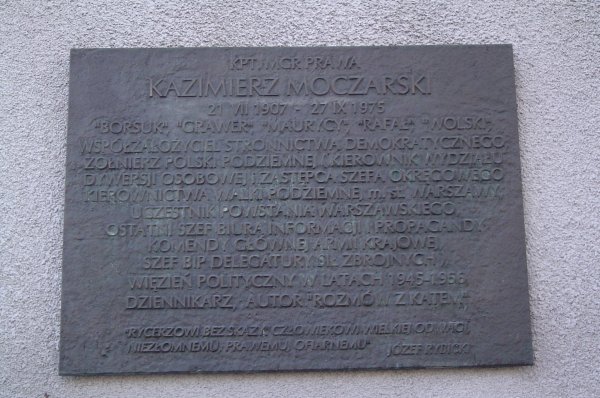 KPT. MGR PRAWA
KAZIMIERZ MOCZARSKI
21 VII 1907 - 27 IX 1975
"BORSUK", "GRAWER", "MAURYCY", "RAFAŁ", "WOLSKI",
WSPÓŁZAŁOŻYCIEL STRONNICTWA DEMOKRATYCZNEGO,
ŻOŁNIERZ POLSKI PODZIEMNEJ (KIEROWNIK WYDZIAŁU
DYWERSJI OSOBOWEJ I ZASTĘPCA SZEFA OKRĘGOWEGO
KIEROWNICTWA WALKI PODZIEMNEJ m. st. WARSZAWY,
UCZESTNIK POWSTANIA WARSZAWSKIEGO,
OSTATNI SZEF BIURA INFORMACJI I PROPAGANDY
KOMENDY GŁÓWNEJ ARMII KRAJOWEJ,
SZEF BIP DELEGATURY SIŁ ZBROJNYCH),
WIĘZIEŃ POLITYCZNY W LATACH 1945-1956,
DZIENNIKARZ, AUTOR "ROZMÓW Z KATEM"
"RYCERZOWI BEZ SKAZY, CZŁOWIEKOWI WIELKIEJ ODWAGI,
NIEZŁOMNEMU, PRAWEMU, OFIARNEMU"
JÓZEF RYBICKI